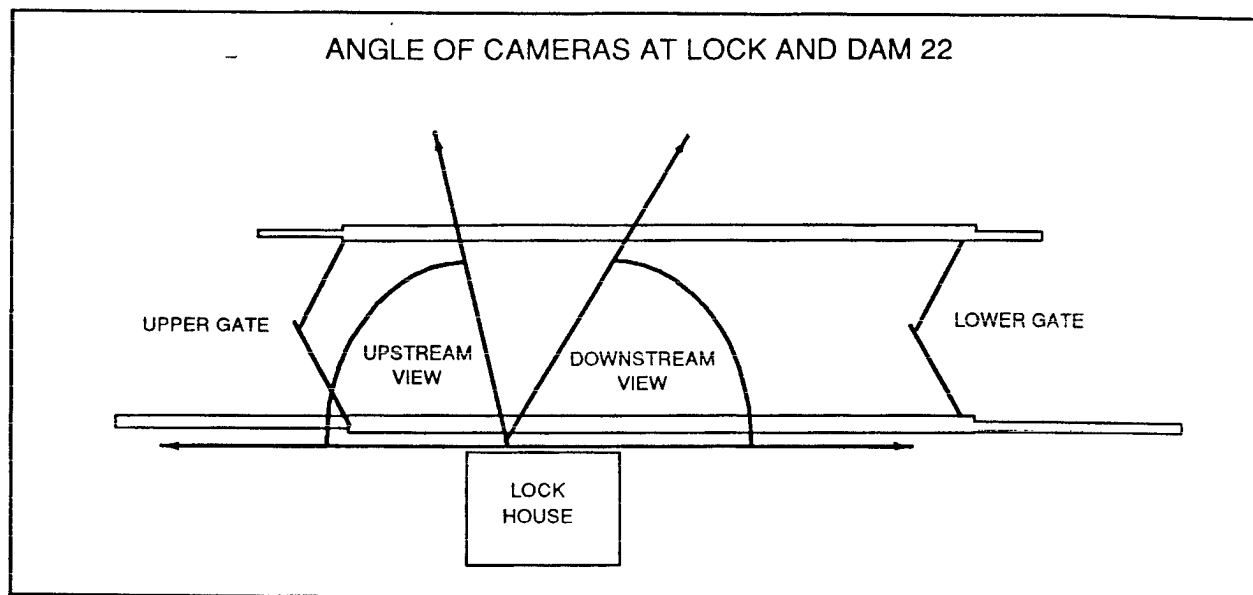 ANGLE OF CAMERAS AT LOCK AND DAM 22
UPPER GATE
LOWER GATE
UPSTREAM
VIEW
DOWNSTREAM
VIEW
LOCK
HOUSE